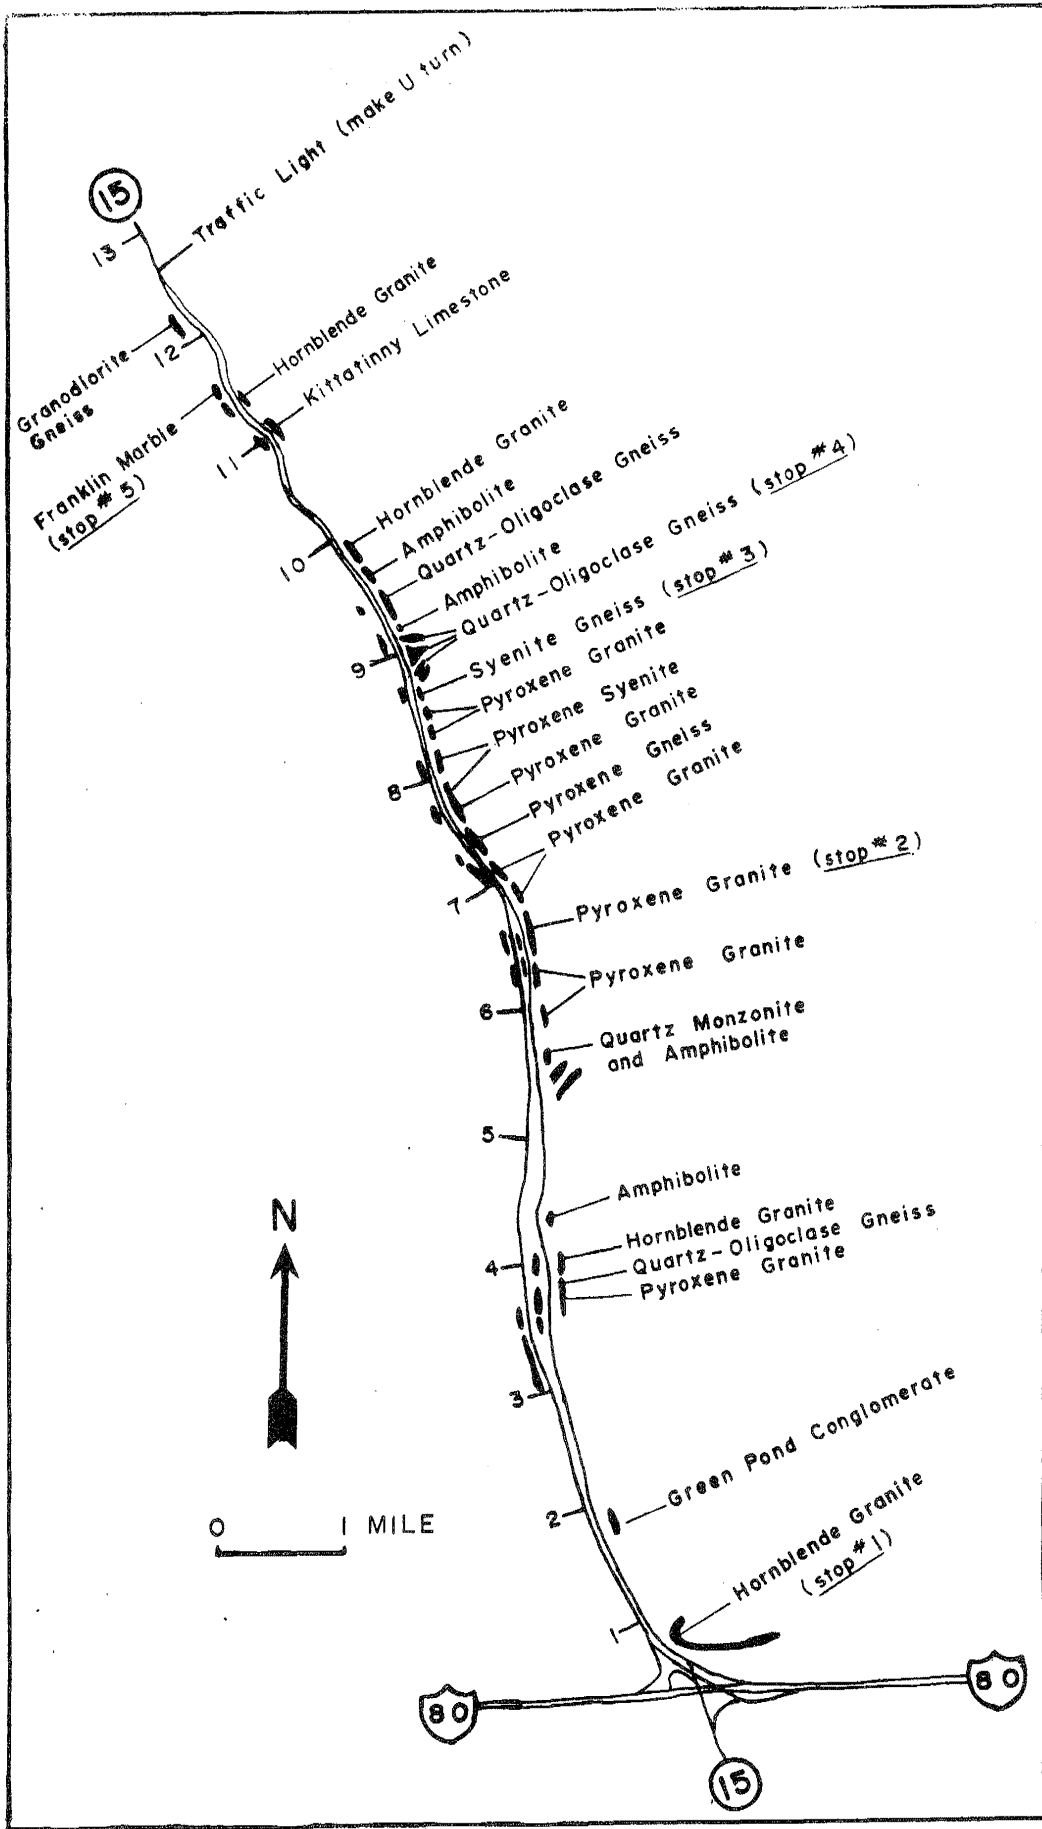 Traffic Light (make U turn)
15
13
Hornblende Granite
Kittatinny Limestone
12
Granodiorite
Gneiss
Franklin Marble
(stop #5)
11
Hornblende Granite
Amphibolite
Quartz-Oligoclase Gneiss
10
Amphibolite
Quartz-Oligoclase Gneiss (stop #4)
9
Syenite Gneiss (stop #3)
Pyroxene Granite
Pyroxene Syenite
Pyroxene Granite
8
Pyroxene Gneiss
Pyroxene Granite
7
Pyroxene Granite (stop #2)
Pyroxene Granite
6
Quartz Monzonite
and Amphibolite
5
Amphibolite
Hornblende Granite
Quartz-Oligoclase Gneiss
Pyroxene Granite
4
N
3
Green Pond Conglomerate
2
0 1 MILE
Hornblende Granite
(stop #1)
1
80
80
15